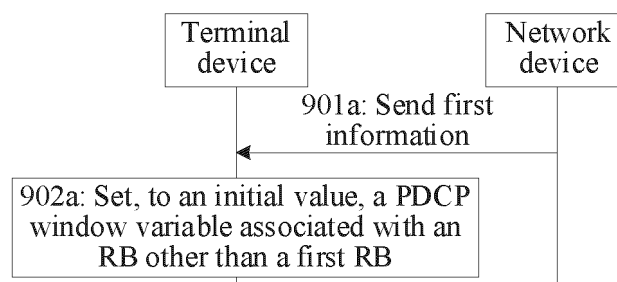 Terminal
device
Network
device
901a: Send first
information
902a: Set, to an initial value, a PDCP
window variable associated with an
RB other than a first RB